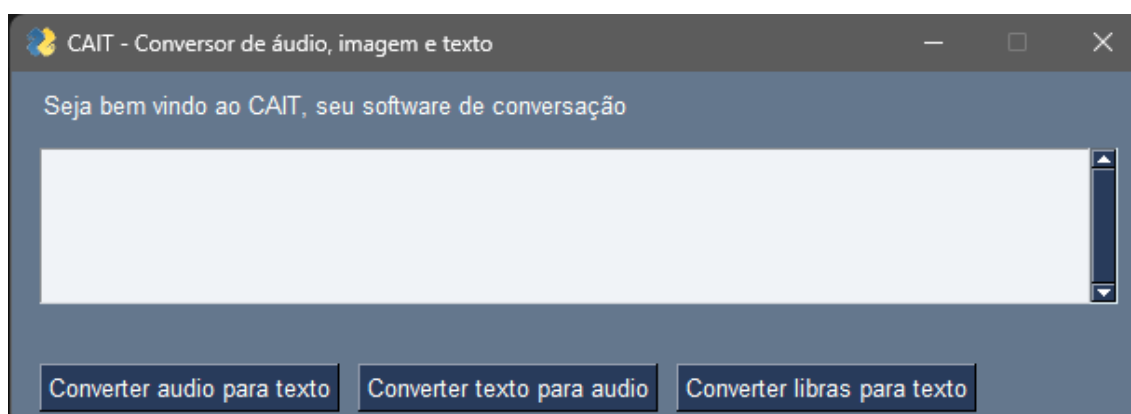 CAIT - Conversor de áudio, imagem e texto
Seja bem vindo ao CAIT, seu software de conversação
Converter audio para texto Converter texto para audio Converter libras para texto